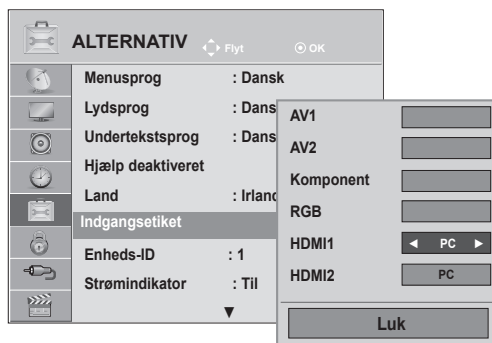 ALTERNATIV Flyt OK
Menusprog : Dansk
Lydsprog : Dans
Undertekstsprog : Dans
Hjælp deaktiveret
Land : Irland
Indgangsetiket
Enheds-ID : 1
Strømindikator : Til
AV1
AV2
Komponent
RGB
HDMI1 ◄ PC ►
HDMI2 PC
Luk